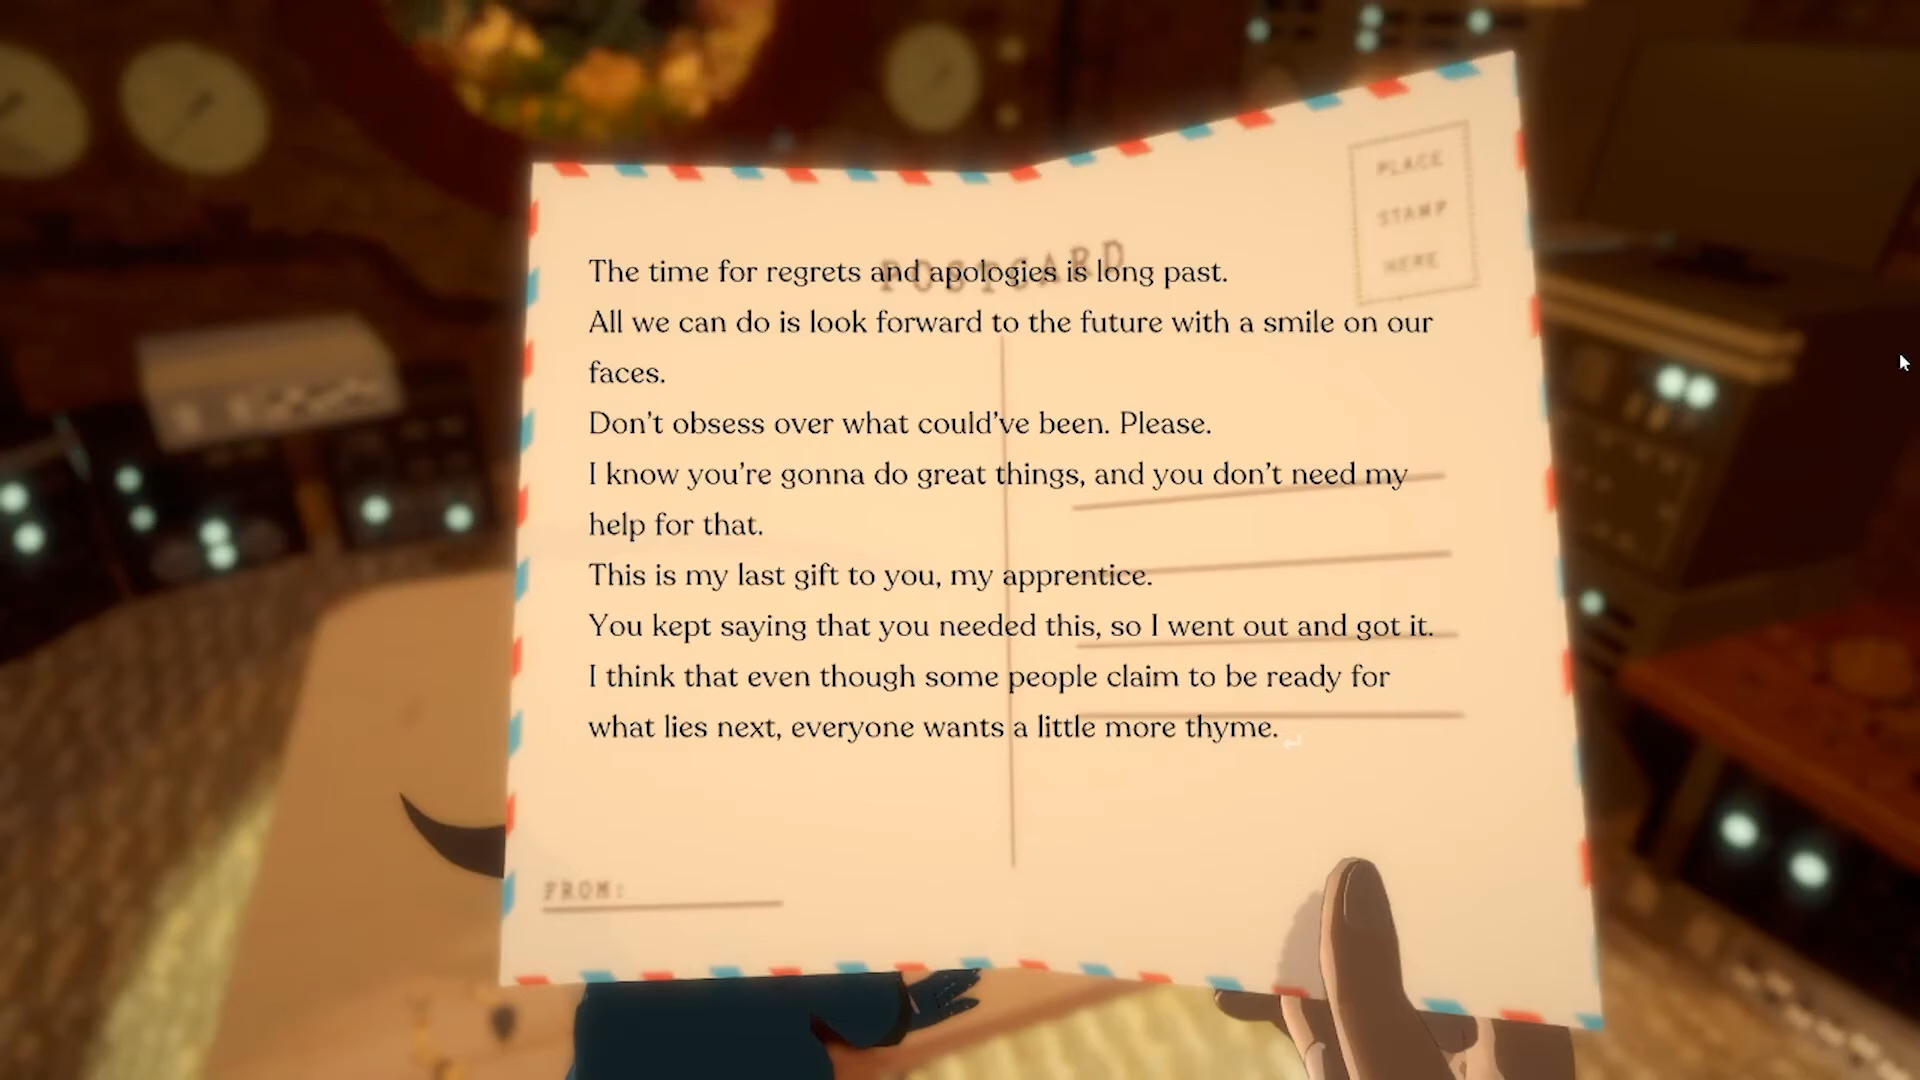 PLACE
STAMP
HERE
POSTCARD
The time for regrets and apologies is long past.
All we can do is look forward to the future with a smile on our
faces.
Don't obsess over what could've been. Please.
I know you're gonna do great things, and you don't need my
help for that.
This is my last gift to you, my apprentice.
You kept saying that you needed this, so I went out and got it.
I think that even though some people claim to be ready for
what lies next, everyone wants a little more thyme.
FROM: